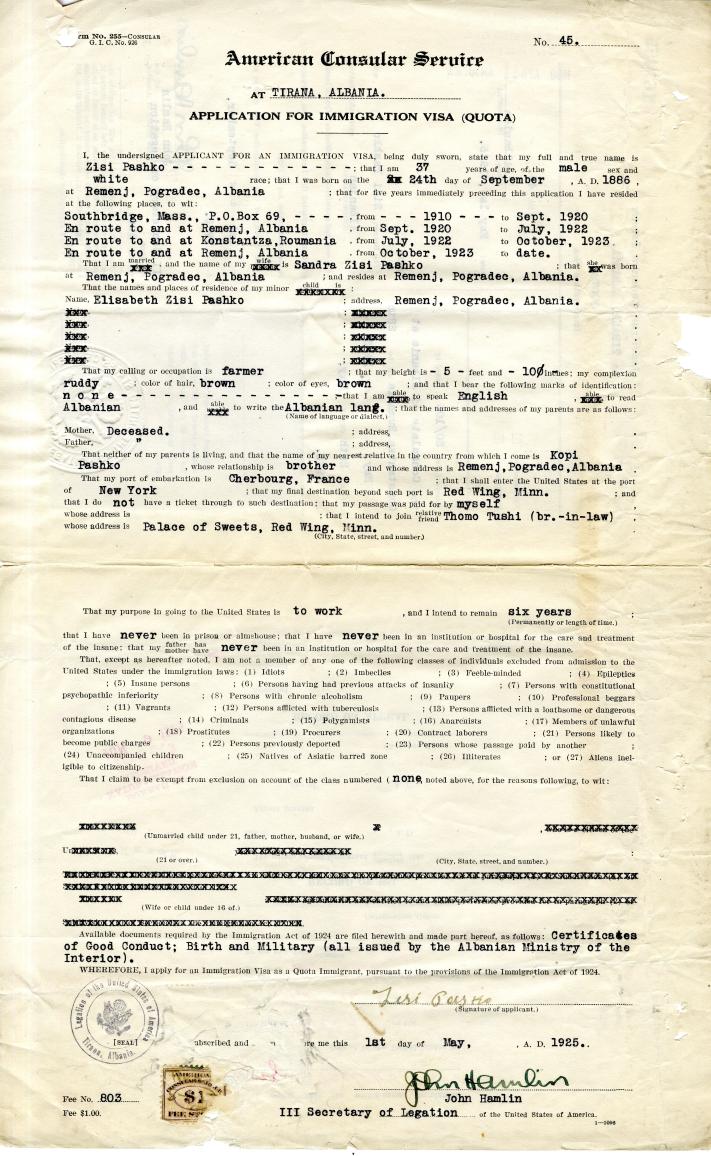 rm No. 255—Consular
G. I. C. No. 926
No. 45.
American Consular Service
AT TIRANA, ALBANIA.
APPLICATION FOR IMMIGRATION VISA (QUOTA)
I, the undersigned APPLICANT FOR AN IMMIGRATION VISA, being duly sworn, state that my full and true name is
Zisi Pashko - - - - - - - - - - - - - - ; that I am 37 years of age, of the male sex and
white race; that I was born on the 24th day of September, A. D. 1886,
at Remenj, Pogradec, Albania ; that for five years immediately preceding this application I have resided
at the following places, to wit:
Southbridge, Mass., P.O.Box 69, - - - - , from - - - 1910 - - - to Sept. 1920 ;
En route to and at Remenj, Albania , from Sept. 1920 to July, 1922 ;
En route to and at Konstantza,Roumania , from July, 1922 to October, 1923 ;
En route to and at Remenj, Albania , from October, 1923 to date.
That I am married, and the name of my wife is Sandra Zisi Pashko ; that she was born
at Remenj, Pogradec, Albania ; and resides at Remenj, Pogradec, Albania.
That the names and places of residence of my minor child is
Name, Elisabeth Zisi Pashko ; address, Remenj, Pogradec, Albania.
xxx ; xxxxx
xxx ; xxxxx
xxx ; xxxxx
xxx ; xxxxx
xxx ; xxxxx
That my calling or occupation is farmer ; that my height is - 5 - feet and - 10 inches; my complexion
ruddy ; color of hair, brown ; color of eyes, brown ; and that I bear the following marks of identification:
none - - - - - - - - - - - - - - - - - -that I am able to speak English , able to read
Albanian , and able to write the Albanian lang. ; that the names and addresses of my parents are as follows:
(Name of language or dialect.)
Mother, Deceased. ; address,
Father, " ; address,
That neither of my parents is living, and that the name of my nearest relative in the country from which I come is Kopi
Pashko , whose relationship is brother and whose address is Remenj,Pogradec,Albania
That my port of embarkation is Cherbourg, France ; that I shall enter the United States at the port
of New York ; that my final destination beyond such port is Red Wing, Minn. ; and
that I do not have a ticket through to such destination; that my passage was paid for by myself
whose address is ; that I intend to join relative friend Thomo Tushi (br.-in-law)
whose address is Palace of Sweets, Red Wing, Minn. ;
(City, State, street, and number.)
That my purpose in going to the United States is to work , and I intend to remain six years ;
(Permanently or length of time.)
that I have never been in prison or almshouse; that I have never been in an institution or hospital for the care and treatment
of the insane; that my father has mother have never been in an institution or hospital for the care and treatment of the insane.
That, except as hereafter noted, I am not a member of any one of the following classes of individuals excluded from admission to the
United States under the immigration laws: (1) Idiots ; (2) Imbeciles ; (3) Feeble-minded ; (4) Epileptics
; (5) Insane persons ; (6) Persons having had previous attacks of insanity ; (7) Persons with constitutional
psychopathic inferiority ; (8) Persons with chronic alcoholism ; (9) Paupers ; (10) Professional beggars
; (11) Vagrants ; (12) Persons afflicted with tuberculosis ; (13) Persons afflicted with a loathsome or dangerous
contagious disease ; (14) Criminals ; (15) Polygamists ; (16) Anarchists ; (17) Members of unlawful
organizations ; (18) Prostitutes ; (19) Procurers ; (20) Contract laborers ; (21) Persons likely to
become public charges ; (22) Persons previously deported ; (23) Persons whose passage paid by another ;
(24) Unaccompanied children ; (25) Natives of Asiatic barred zone ; (26) Illiterates ; or (27) Aliens inel-
igible to citizenship.
That I claim to be exempt from exclusion on account of the class numbered (none, noted above, for the reasons following, to wit:
(Unmarried child under 21, father, mother, husband, or wife.)
(21 or over.) (City, State, street, and number.)
(Wife or child under 16 of.)
Available documents required by the Immigration Act of 1924 are filed herewith and made part hereof, as follows: Certificates
of Good Conduct; Birth and Military (all issued by the Albanian Ministry of the
Interior).
WHEREFORE, I apply for an Immigration Visa as a Quota Immigrant, pursuant to the provisions of the Immigration Act of 1924.
(Signature of applicant.)
Legation of the United States of America
Tirana, Albania.
[SEAL] ubscribed and re me this 1st day of May, , A. D. 1925.
AMERICAN
$1
FEE
John Hamlin
John Hamlin
Fee No. 803
Fee $1.00.
III Secretary of Legation of the United States of America.
1—1096